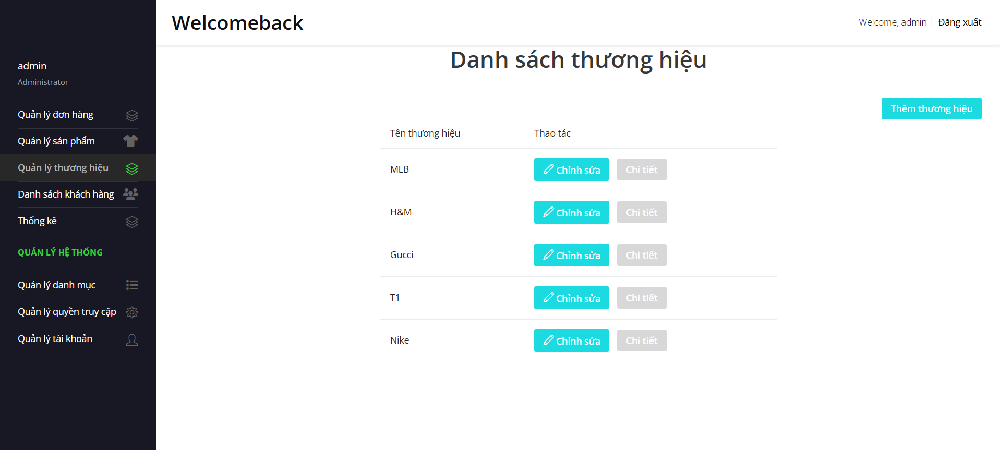 Welcomeback
Welcome, admin | Đăng xuất
admin
Administrator
Quản lý đơn hàng
Quản lý sản phẩm
Quản lý thương hiệu
Danh sách khách hàng
Thống kê
QUẢN LÝ HỆ THỐNG
Quản lý danh mục
Quản lý quyền truy cập
Quản lý tài khoản
Danh sách thương hiệu
Thêm thương hiệu
Tên thương hiệu Thao tác
MLB Chỉnh sửa Chi tiết
H&M Chỉnh sửa Chi tiết
Gucci Chỉnh sửa Chi tiết
T1 Chỉnh sửa Chi tiết
Nike Chỉnh sửa Chi tiết